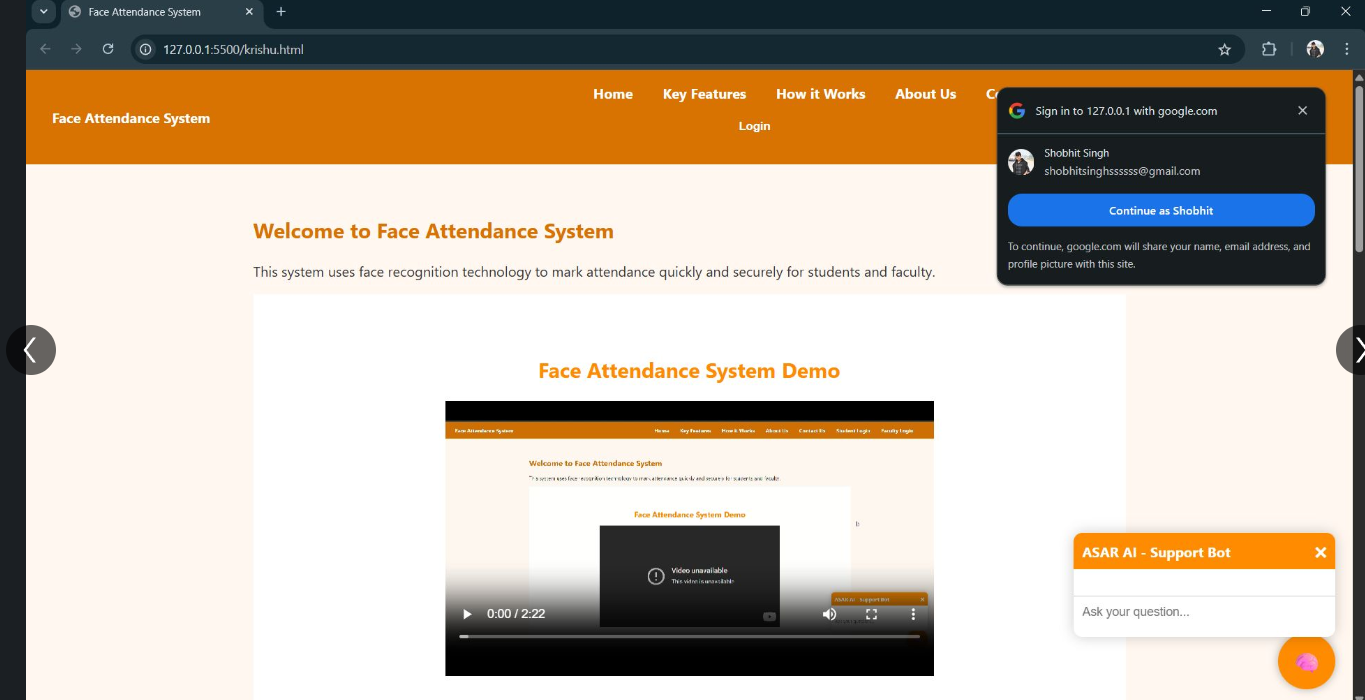 Face Attendance System
127.0.0.1:5500/krishu.html
Home Key Features How it Works About Us
Login
Face Attendance System
Sign in to 127.0.0.1 with google.com
Shobhit Singh
shobhitsinghssssss@gmail.com
Continue as Shobhit
To continue, google.com will share your name, email address, and
profile picture with this site.
Welcome to Face Attendance System
This system uses face recognition technology to mark attendance quickly and securely for students and faculty.
Face Attendance System Demo
Face Attendance System Home Key Features How it Works About Us Contact Us Student Login Faculty Login
Welcome to Face Attendance System
This system uses face recognition technology to mark attendance quickly and securely for students and faculty.
Face Attendance System Demo
Video unavailable
This video is unavailable
ASAR AI - Support Bot
0:00 / 2:22
ASAR AI - Support Bot
Ask your question...